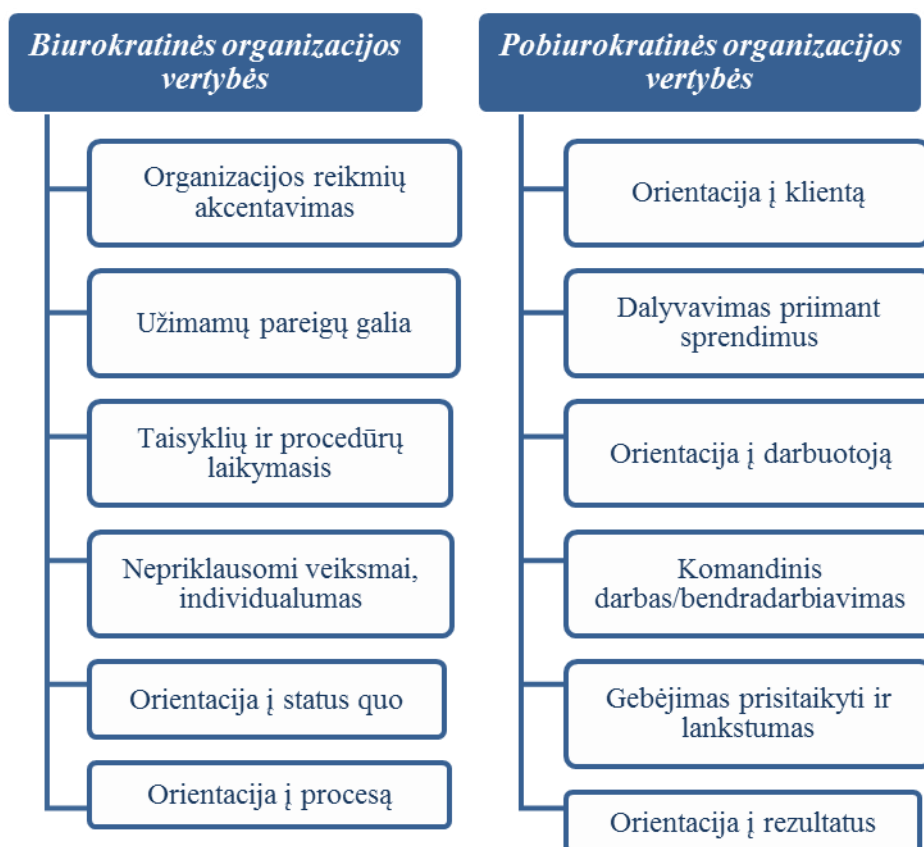 Biurokratinės organizacijos
vertybės
Organizacijos reikmių
akcentavimas
Užimamų pareigų galia
Taisyklių ir procedūrų
laikymasis
Nepriklausomi veiksmai,
individualumas
Orientacija į status quo
Orientacija į procesą
Pobiurokratinės organizacijos
vertybės
Orientacija į klientą
Dalyvavimas priimant
sprendimus
Orientacija į darbuotoją
Komandinis
darbas/bendradarbiavimas
Gebėjimas prisitaikyti ir
lankstumas
Orientacija į rezultatus